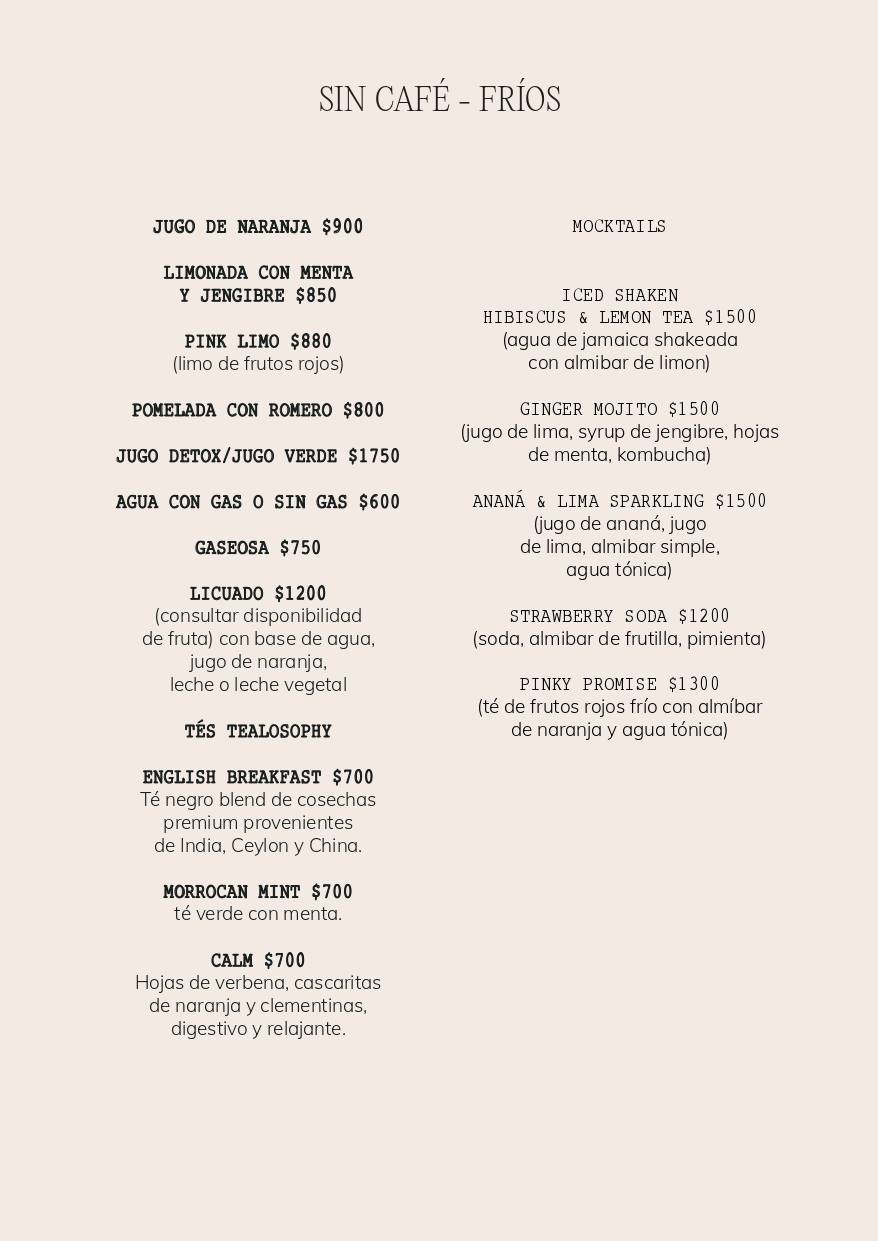 SIN CAFÉ - FRÍOS
JUGO DE NARANJA $900
LIMONADA CON MENTA
Y JENGIBRE $850
PINK LIMO $880
(limo de frutos rojos)
POMELADA CON ROMERO $800
JUGO DETOX/JUGO VERDE $1750
AGUA CON GAS O SIN GAS $600
GASEOSA $750
LICUADO $1200
(consultar disponibilidad
de fruta) con base de agua,
jugo de naranja,
leche o leche vegetal
TÉS TEALOSOPHY
ENGLISH BREAKFAST $700
Té negro blend de cosechas
premium provenientes
de India, Ceylon y China.
MORROCAN MINT $700
té verde con menta.
CALM $700
Hojas de verbena, cascaritas
de naranja y clementinas,
digestivo y relajante.
MOCKTAILS
ICED SHAKEN
HIBISCUS & LEMON TEA $1500
(agua de jamaica shakeada
con almibar de limon)
GINGER MOJITO $1500
(jugo de lima, syrup de jengibre, hojas
de menta, kombucha)
ANANÁ & LIMA SPARKLING $1500
(jugo de ananá, jugo
de lima, almibar simple,
agua tónica)
STRAWBERRY SODA $1200
(soda, almibar de frutilla, pimienta)
PINKY PROMISE $1300
(té de frutos rojos frío con almíbar
de naranja y agua tónica)